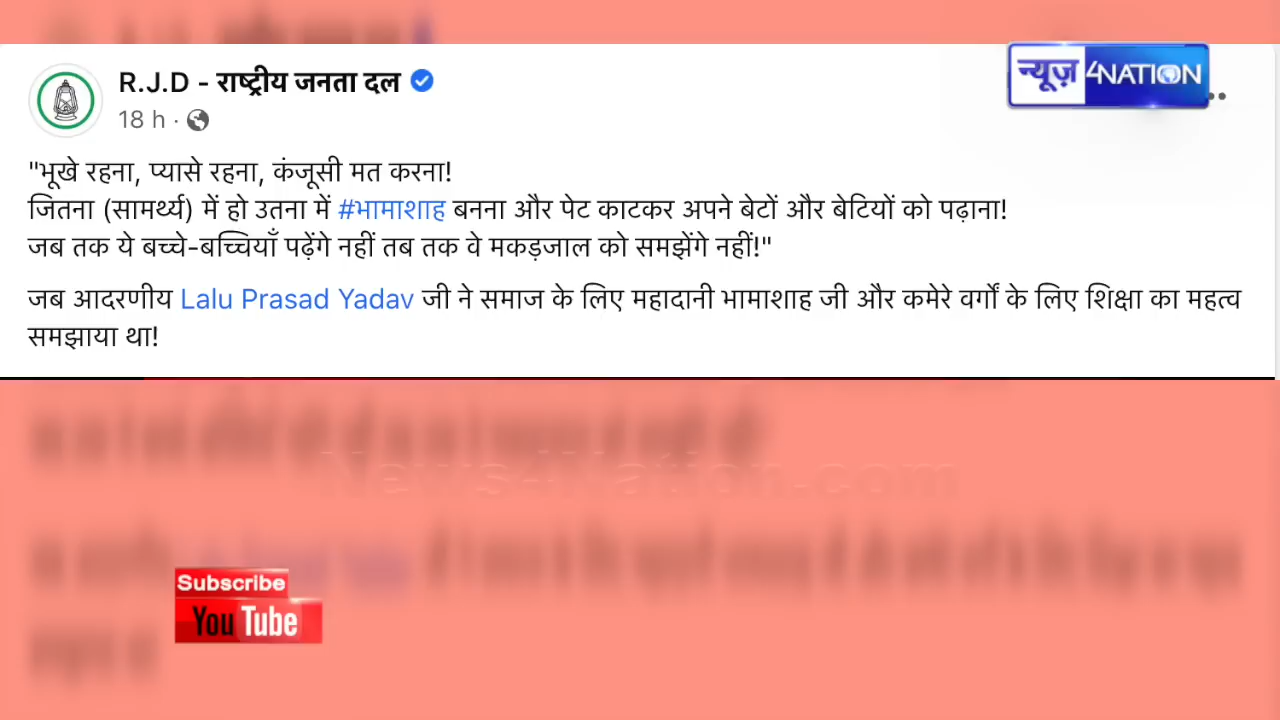 R.J.D - राष्ट्रीय जनता दल
18 h ·
न्यूज़ 4NATION
"भूखे रहना, प्यासे रहना, कंजूसी मत करना!
जितना (सामर्थ्य) में हो उतना में #भामाशाह बनना और पेट काटकर अपने बेटों और बेटियों को पढ़ाना!
जब तक ये बच्चे-बच्चियाँ पढ़ेंगे नहीं तब तक वे मकड़जाल को समझेंगे नहीं!"
जब आदरणीय Lalu Prasad Yadav जी ने समाज के लिए महादानी भामाशाह जी और कमेरे वर्गों के लिए शिक्षा का महत्व
समझाया था!
News4Nation.com
Subscribe
YouTube